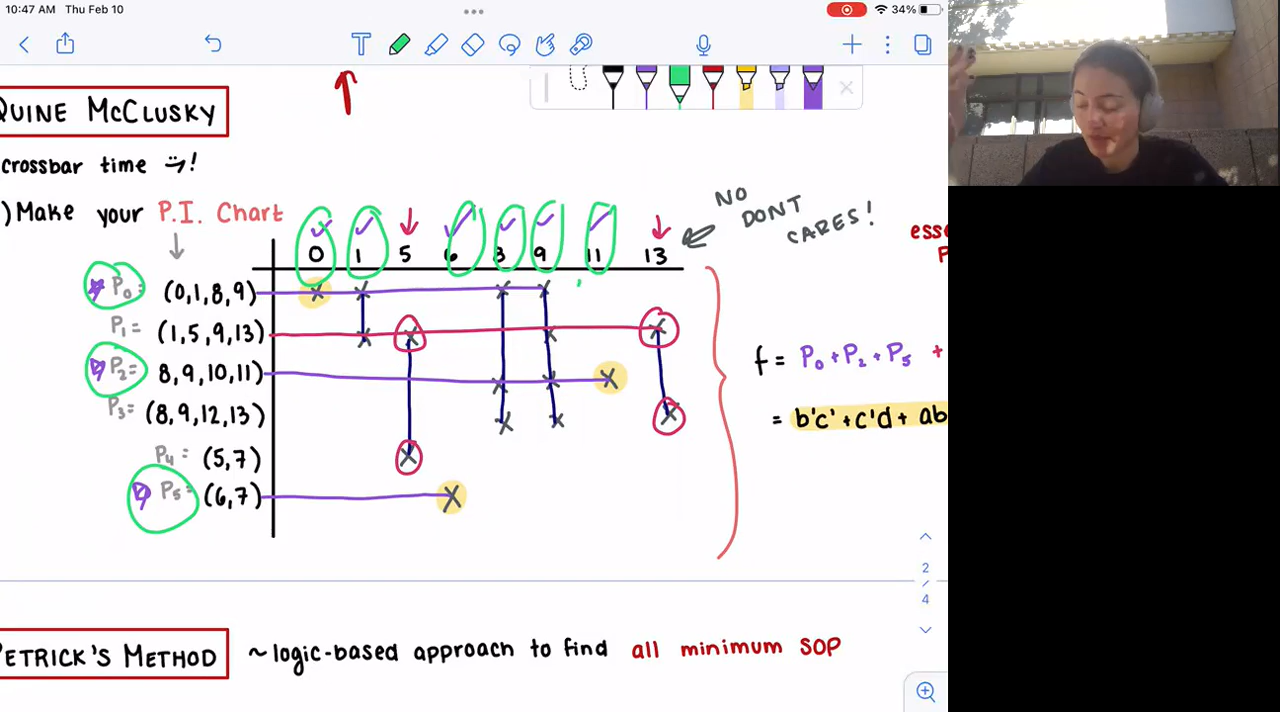 10:47 AM Thu Feb 10
34%
QUINE MCCLUSKY
crossbar time !
)Make your P.I. Chart
NO
DONT
CARES!
0 1 5 6 8 9 11 13
P₀= (0,1,8,9)
P₁= (1,5,9,13)
P₂= 8,9,10,11)
P₃= (8,9,12,13)
P₄= (5,7)
P₅= (6,7)
esse
P
f= P₀+P₂+P₅ +
= b'c'+c'd+ ab
2
4
ETRICK'S METHOD ~logic-based approach to find all minimum SOP